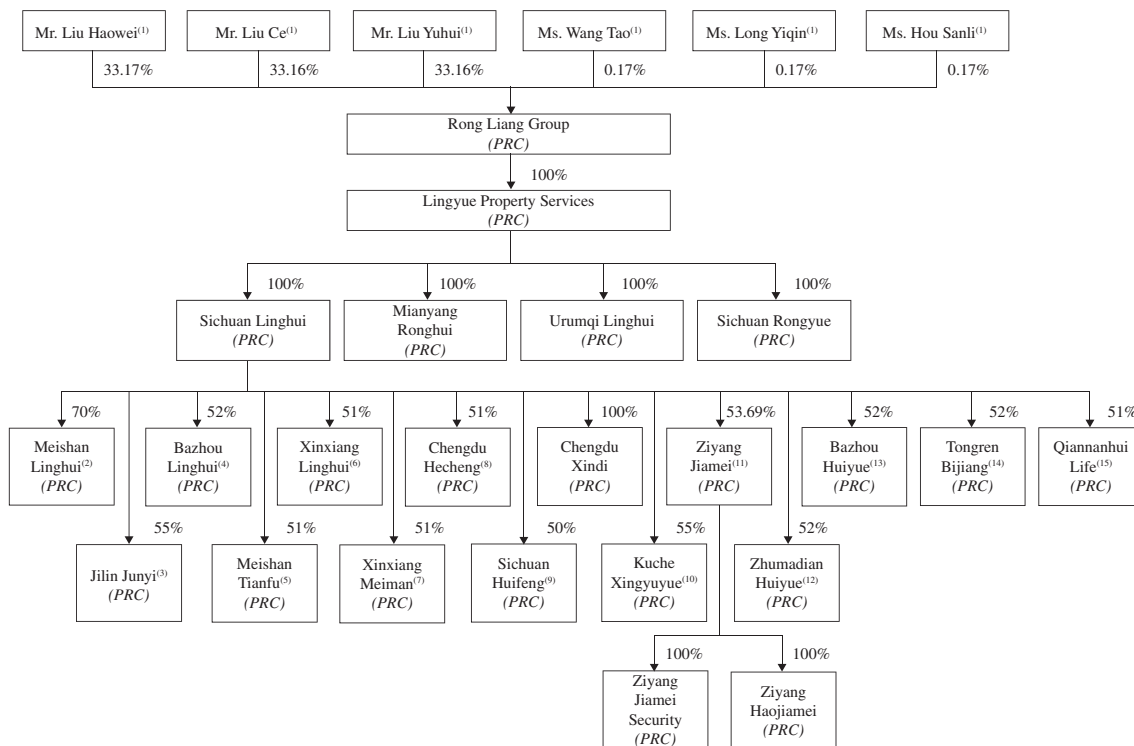 Mr. Liu Haowei(1)
Mr. Liu Ce(1)
Mr. Liu Yuhui(1)
Ms. Wang Tao(1)
Ms. Long Yiqin(1)
Ms. Hou Sanli(1)
33.17%
33.16%
33.16%
0.17%
0.17%
0.17%
Rong Liang Group
(PRC)
100%
Lingyue Property Services
(PRC)
100%
100%
100%
100%
Sichuan Linghui
(PRC)
Mianyang
Ronghui
(PRC)
Urumqi Linghui
(PRC)
Sichuan Rongyue
(PRC)
70%
52%
51%
51%
100%
53.69%
52%
52%
51%
Meishan
Linghui(2)
(PRC)
Bazhou
Linghui(4)
(PRC)
Xinxiang
Linghui(6)
(PRC)
Chengdu
Hecheng(8)
(PRC)
Chengdu
Xindi
(PRC)
Ziyang
Jiamei(11)
(PRC)
Bazhou
Huiyue(13)
(PRC)
Tongren
Bijiang(14)
(PRC)
Qiannanhui
Life(15)
(PRC)
55%
51%
51%
50%
55%
52%
Jilin Junyi(3)
(PRC)
Meishan
Tianfu(5)
(PRC)
Xinxiang
Meiman(7)
(PRC)
Sichuan
Huifeng(9)
(PRC)
Kuche
Xingyuyue(10)
(PRC)
Zhumadian
Huiyue(12)
(PRC)
100%
100%
Ziyang
Jiamei
Security
(PRC)
Ziyang
Haojiamei
(PRC)